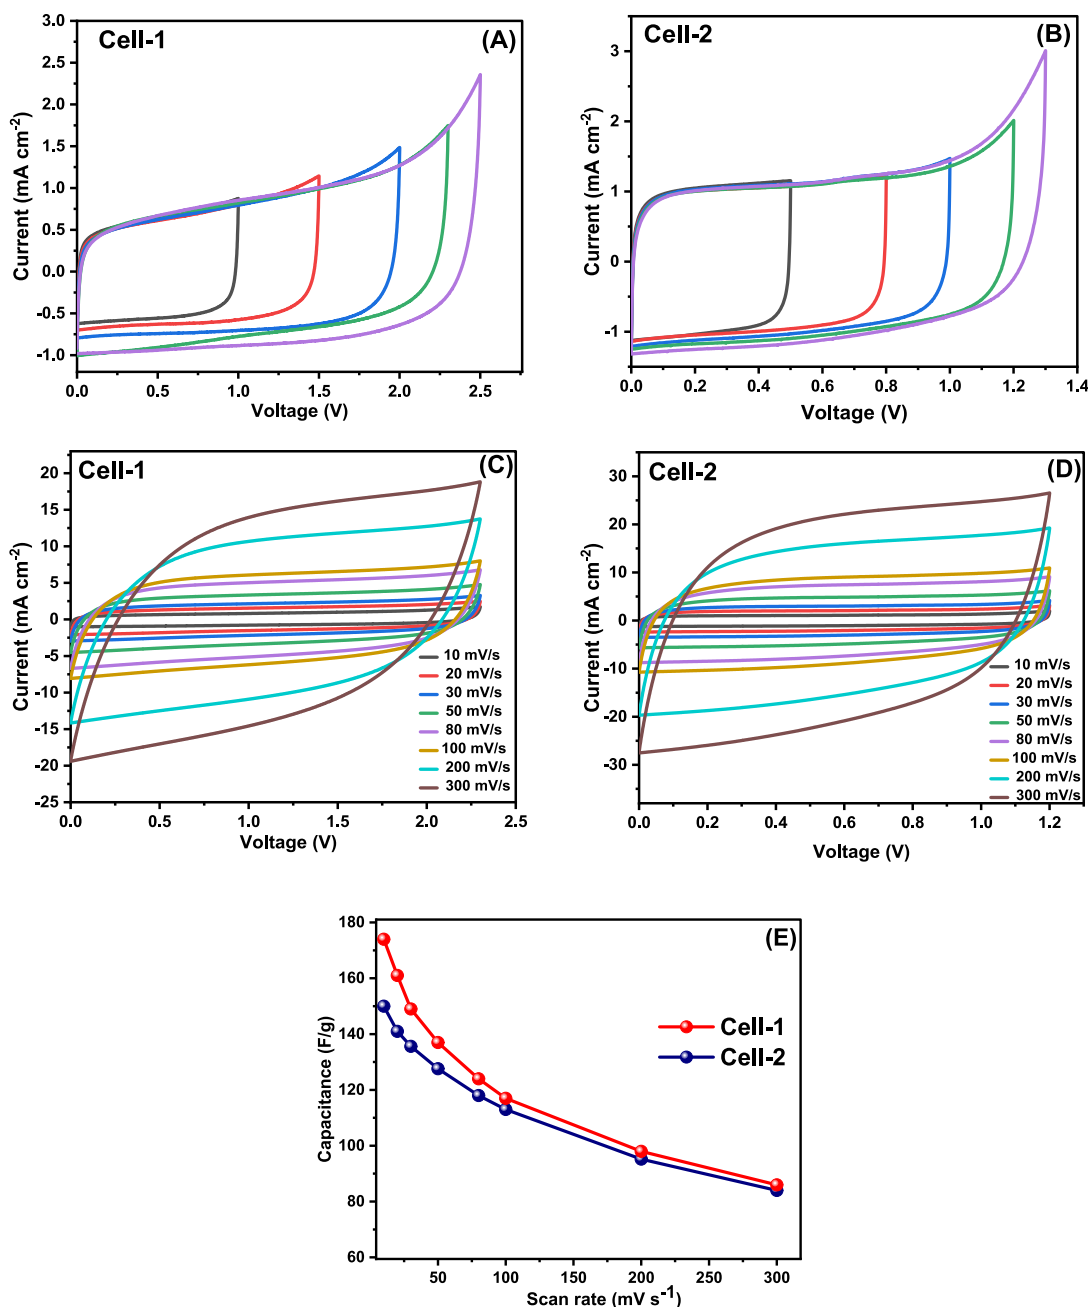 Cell-1
(A)
Current (mA cm⁻²)
3.0
2.5
2.0
1.5
1.0
0.5
0.0
-0.5
-1.0
0.0 0.5 1.0 1.5 2.0 2.5
Voltage (V)
Cell-2
(B)
Current (mA cm⁻²)
3
2
1
0
-1
0.0 0.2 0.4 0.6 0.8 1.0 1.2 1.4
Voltage (V)
Cell-1
(C)
Current (mA cm⁻²)
20
15
10
5
0
-5
-10
-15
-20
-25
10 mV/s
20 mV/s
30 mV/s
50 mV/s
80 mV/s
100 mV/s
200 mV/s
300 mV/s
0.0 0.5 1.0 1.5 2.0 2.5
Voltage (V)
Cell-2
(D)
Current (mA cm⁻²)
30
20
10
0
-10
-20
-30
10 mV/s
20 mV/s
30 mV/s
50 mV/s
80 mV/s
100 mV/s
200 mV/s
300 mV/s
0.0 0.2 0.4 0.6 0.8 1.0 1.2
Voltage (V)
(E)
Capacitance (F/g)
180
160
140
120
100
80
60
Cell-1
Cell-2
50 100 150 200 250 300
Scan rate (mV s⁻¹)